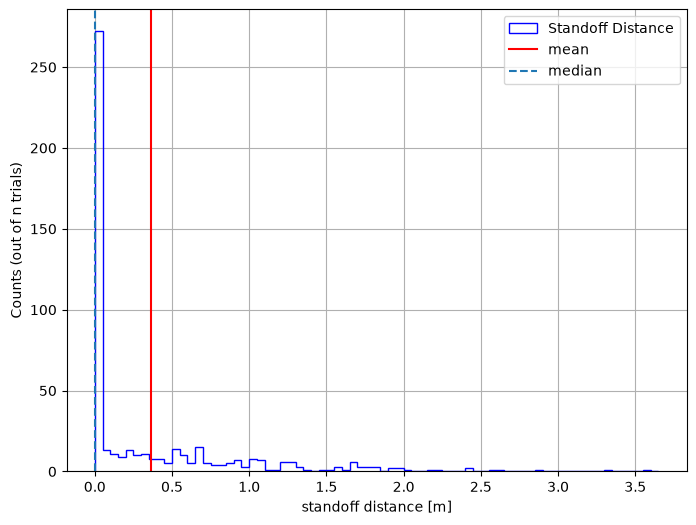 Standoff Distance
mean
median
250
200
150
100
50
0
Counts (out of n trials)
0.0 0.5 1.0 1.5 2.0 2.5 3.0 3.5
standoff distance [m]